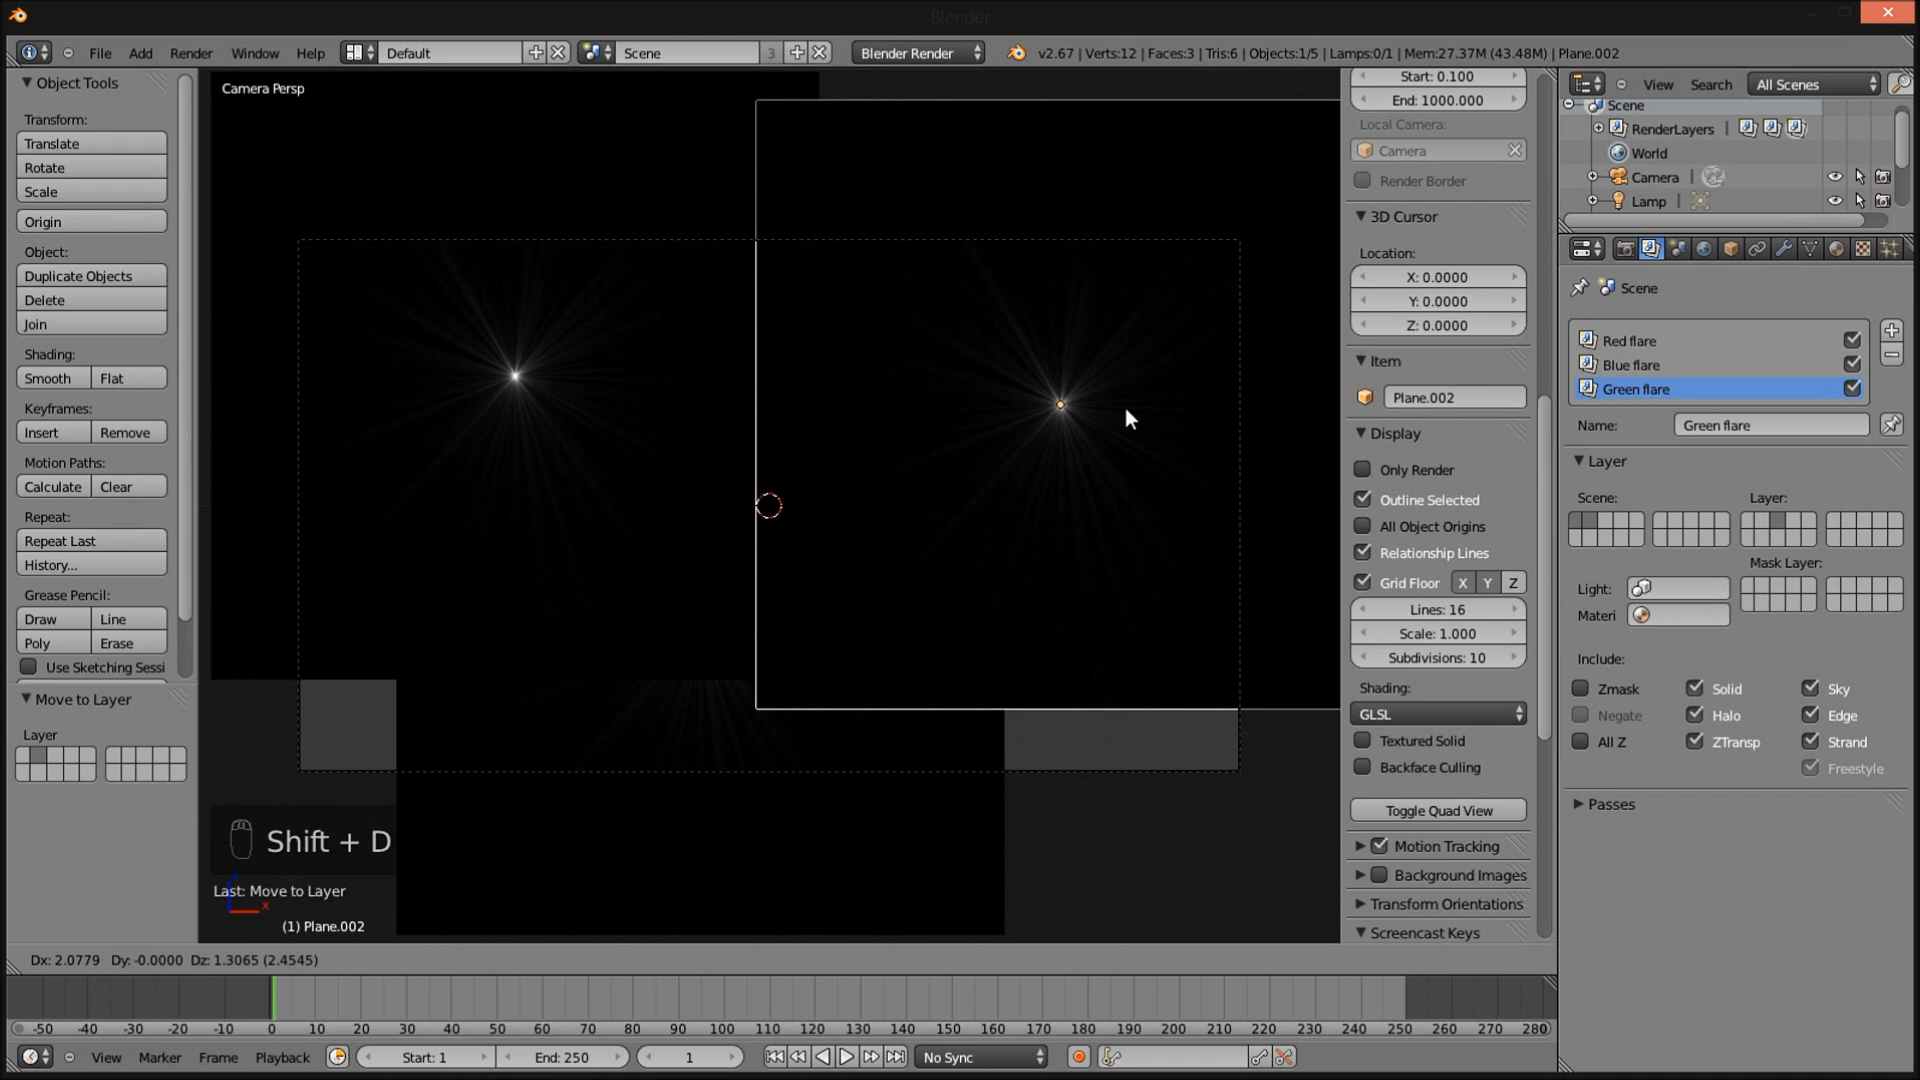 Blender
File Add Render Window Help Default Scene 3 Blender Render v2.67 | Verts:12 | Faces:3 | Tris:6 | Objects:1/5 | Lamps:0/1 | Mem:27.37M (43.48M) | Plane.002
Object Tools
Transform:
Translate
Rotate
Scale
Origin
Object:
Duplicate Objects
Delete
Join
Shading:
Smooth Flat
Keyframes:
Insert Remove
Motion Paths:
Calculate Clear
Repeat:
Repeat Last
History...
Grease Pencil:
Draw Line
Poly Erase
Use Sketching Sessi
Move to Layer
Layer
Camera Persp
Shift + D
Last: Move to Layer
x
(1) Plane.002
Start: 0.100
End: 1000.000
Local Camera:
Camera
Render Border
3D Cursor
Location:
X: 0.0000
Y: 0.0000
Z: 0.0000
Item
Plane.002
Display
Only Render
Outline Selected
All Object Origins
Relationship Lines
Grid Floor X Y Z
Lines: 16
Scale: 1.000
Subdivisions: 10
Shading:
GLSL
Textured Solid
Backface Culling
Toggle Quad View
Motion Tracking
Background Images
Transform Orientations
Screencast Keys
View Search All Scenes
Scene
RenderLayers |
World
Camera |
Lamp |
Scene
Red flare
Blue flare
Green flare
Name: Green flare
Layer
Scene: Layer:
Mask Layer:
Light:
Materi
Include:
Zmask Solid Sky
Negate Halo Edge
All Z ZTransp Strand
Freestyle
Passes
Dx: 2.0779 Dy: -0.0000 Dz: 1.3065 (2.4545)
-50 -40 -30 -20 -10 0 10 20 30 40 50 60 70 80 90 100 110 120 130 140 150 160 170 180 190 200 210 220 230 240 250 260 270 280
View Marker Frame Playback Start: 1 End: 250 1 No Sync